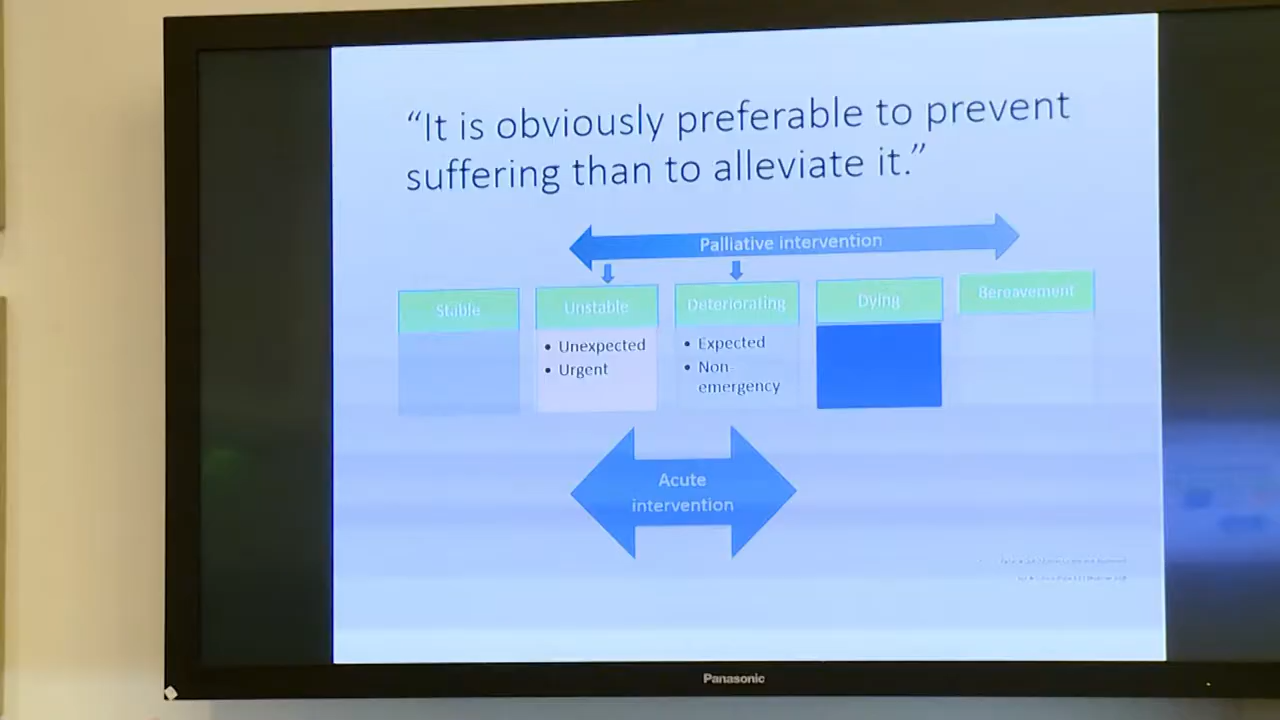 “It is obviously preferable to prevent
suffering than to alleviate it.”
Palliative intervention
Stable
Unstable
Deteriorating
Dying
Bereavement
• Unexpected
• Urgent
• Expected
• Non-
emergency
Acute
intervention
Panasonic